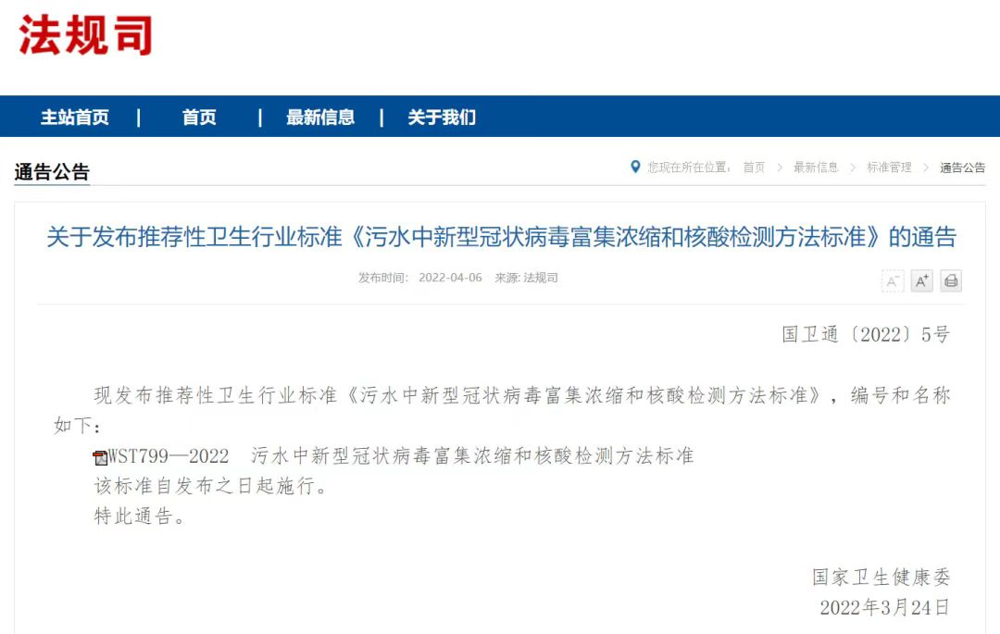 法规司
主站首页 | 首页 | 最新信息 | 关于我们
通告公告
您现在所在位置： 首页 > 最新信息 > 标准管理 > 通告公告
关于发布推荐性卫生行业标准《污水中新型冠状病毒富集浓缩和核酸检测方法标准》的通告
发布时间： 2022-04-06 来源: 法规司
A- A+
国卫通〔2022〕5号
现发布推荐性卫生行业标准《污水中新型冠状病毒富集浓缩和核酸检测方法标准》，编号和名称
如下：
WST799—2022 污水中新型冠状病毒富集浓缩和核酸检测方法标准
该标准自发布之日起施行。
特此通告。
国家卫生健康委
2022年3月24日